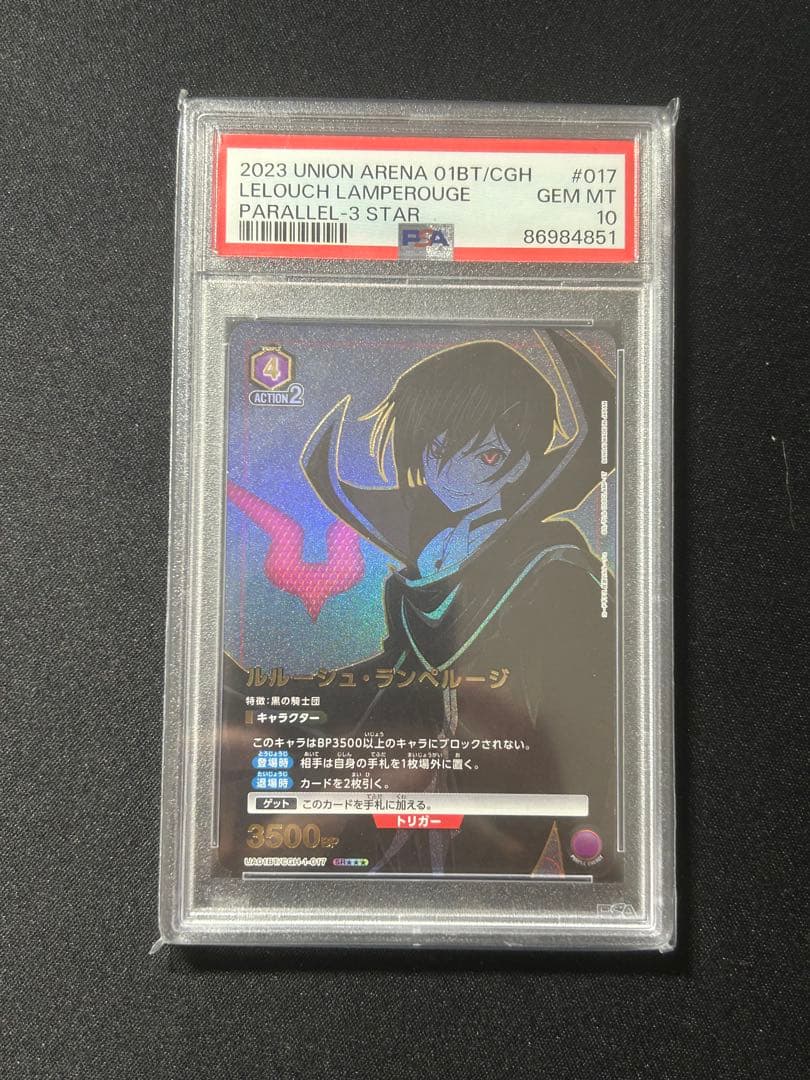 2023 UNION ARENA 01BT/CGH #017
LELOUCH LAMPEROUGE GEM MT
PARALLEL-3 STAR 10
PSA 86984851
4
ACTION 2
ルルーシュ・ランペルージ
特徴:黒の騎士団
キャラクター
このキャラはBP3500以上のキャラにブロックされない。
登場時 相手は自身の手札を1枚場外に置く。
退場時 カードを2枚引く。
ゲット このカードを手札に加える。
トリガー
3500BP
UA01BT/CGH-1-017 SR★★★
PURPLE ENERGY
PSA